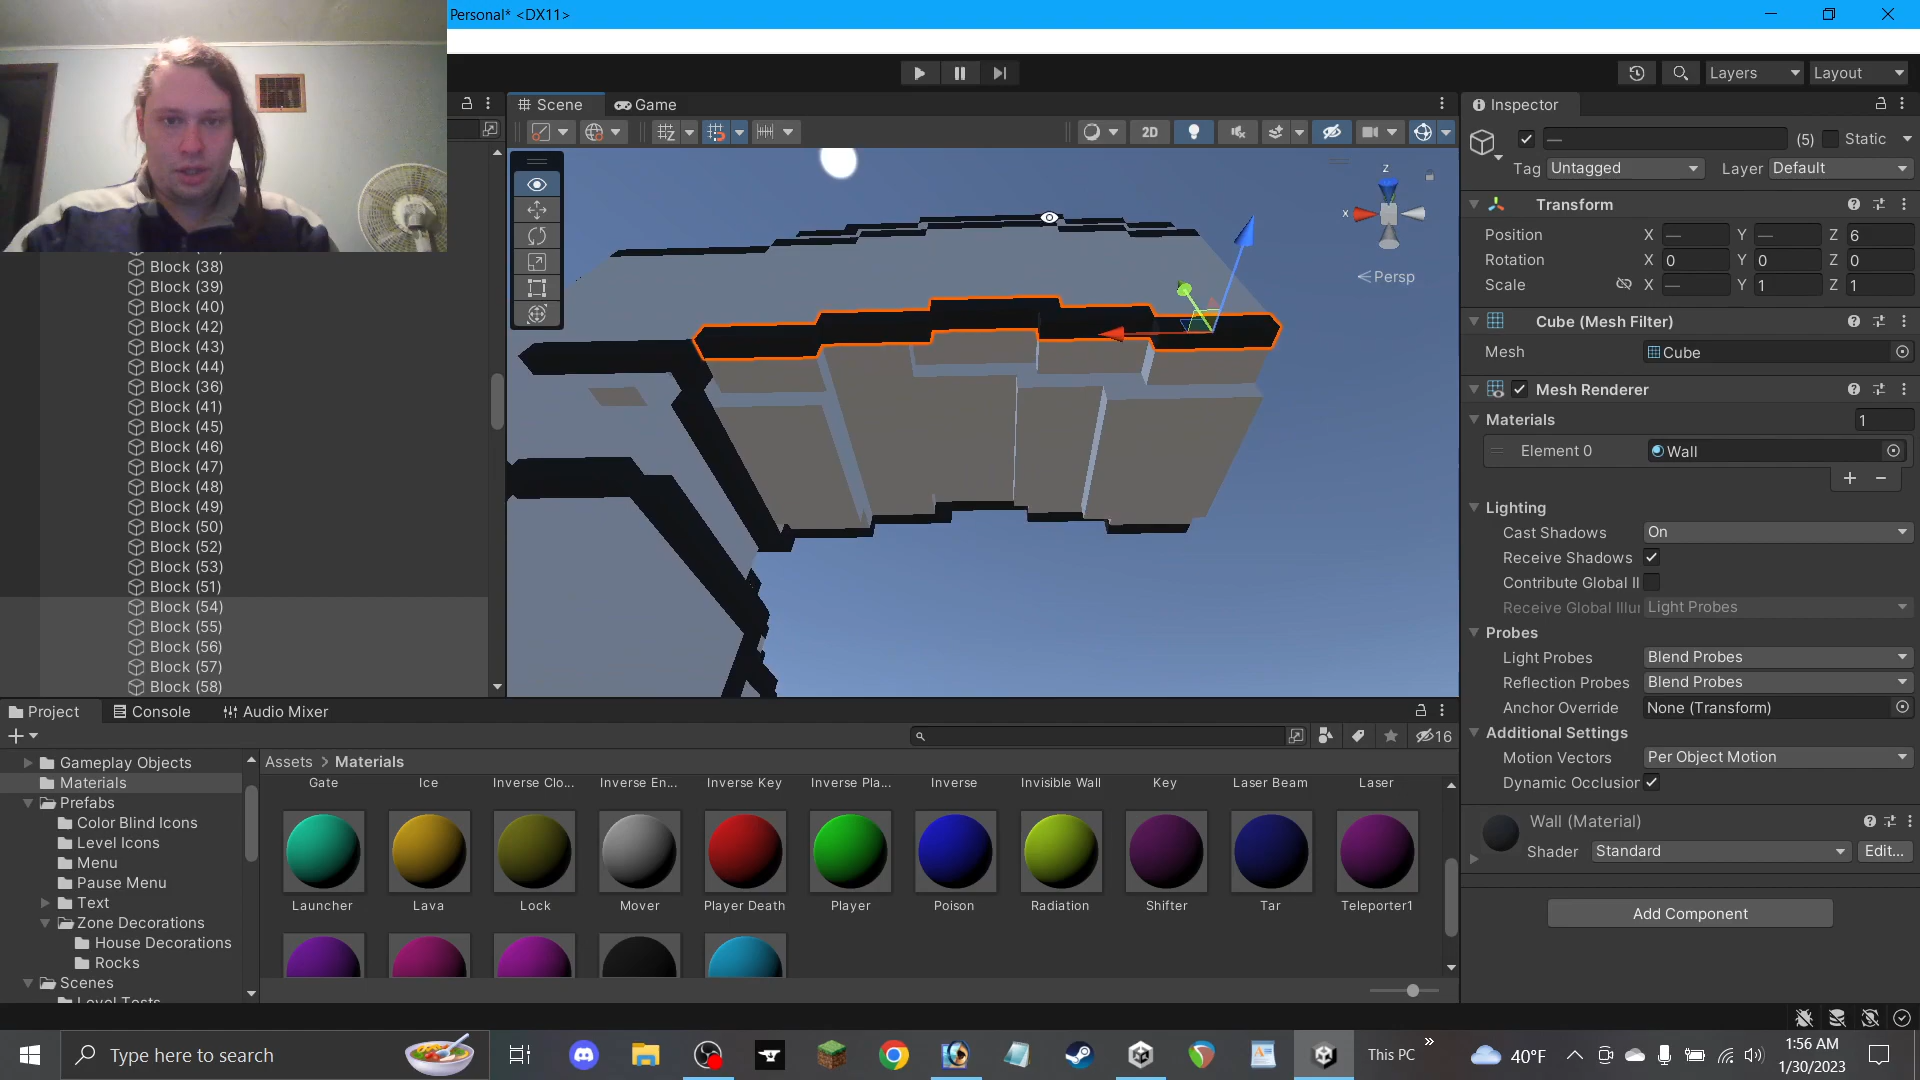 Personal* <DX11>
Layers
Layout
Scene
Game
Inspector
2D
(5)
Static
Tag Untagged
Layer Default
z
x
Persp
Transform
Position X — Y — Z 6
Rotation X 0 Y 0 Z 0
Scale X — Y 1 Z 1
Cube (Mesh Filter)
Mesh Cube
Mesh Renderer
Materials 1
Element 0 Wall
Lighting
Cast Shadows On
Receive Shadows
Contribute Global Il
Receive Global Illur Light Probes
Probes
Light Probes Blend Probes
Reflection Probes Blend Probes
Anchor Override None (Transform)
Additional Settings
Motion Vectors Per Object Motion
Dynamic Occlusion
Wall (Material)
Shader Standard Edit...
Add Component
Block (38)
Block (39)
Block (40)
Block (42)
Block (43)
Block (44)
Block (36)
Block (41)
Block (45)
Block (46)
Block (47)
Block (48)
Block (49)
Block (50)
Block (52)
Block (53)
Block (51)
Block (54)
Block (55)
Block (56)
Block (57)
Block (58)
Project
Console
Audio Mixer
16
Gameplay Objects
Materials
Prefabs
Color Blind Icons
Level Icons
Menu
Pause Menu
Text
Zone Decorations
House Decorations
Rocks
Scenes
Level Tests
Assets > Materials
Gate Ice Inverse Clo... Inverse En... Inverse Key Inverse Pla... Inverse Invisible Wall Key Laser Beam Laser
Launcher Lava Lock Mover Player Death Player Poison Radiation Shifter Tar Teleporter1
Type here to search
This PC
40°F
1:56 AM
1/30/2023